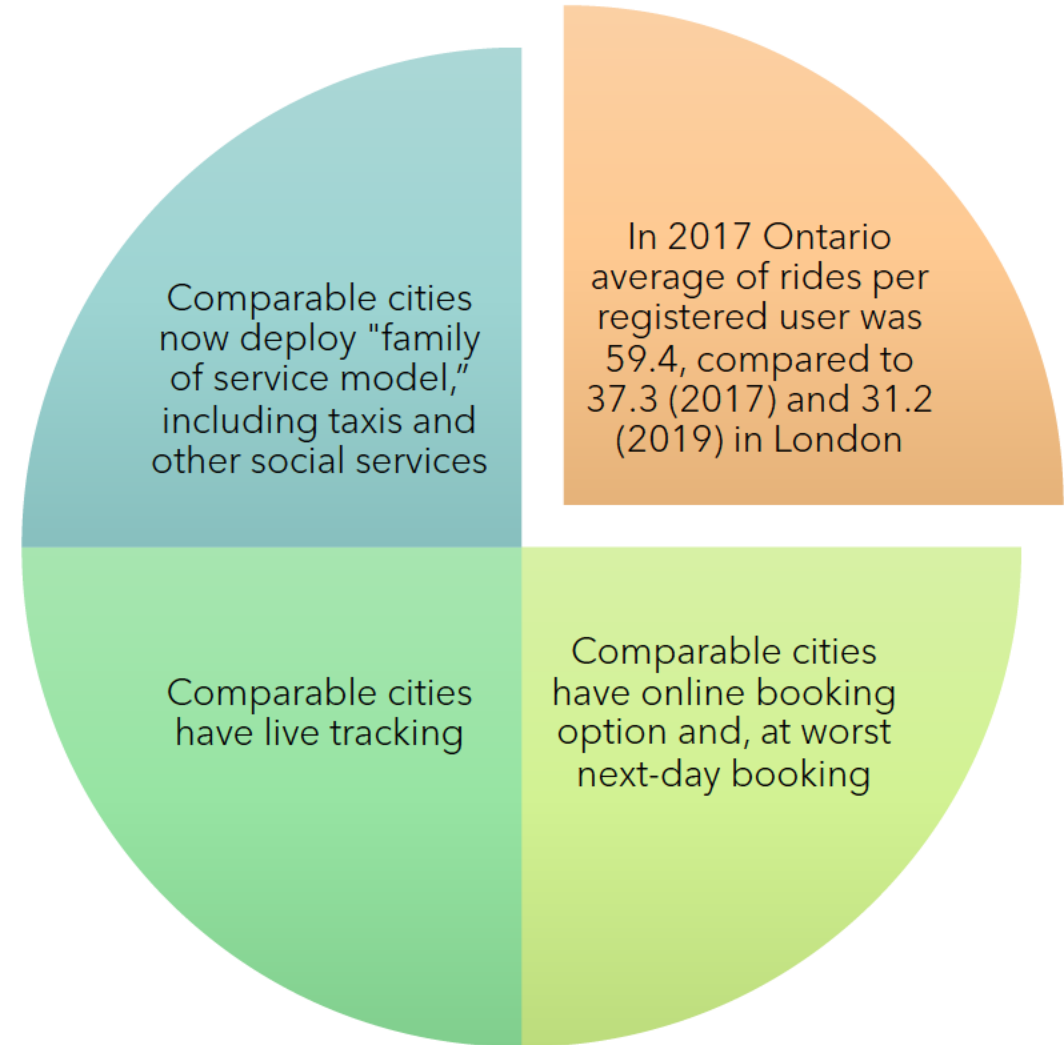 In 2017 Ontario
average of rides per
registered user was
59.4, compared to
37.3 (2017) and 31.2
(2019) in London
Comparable cities
now deploy "family
of service model,”
including taxis and
other social services
Comparable cities
have live tracking
Comparable cities
have online booking
option and, at worst
next-day booking